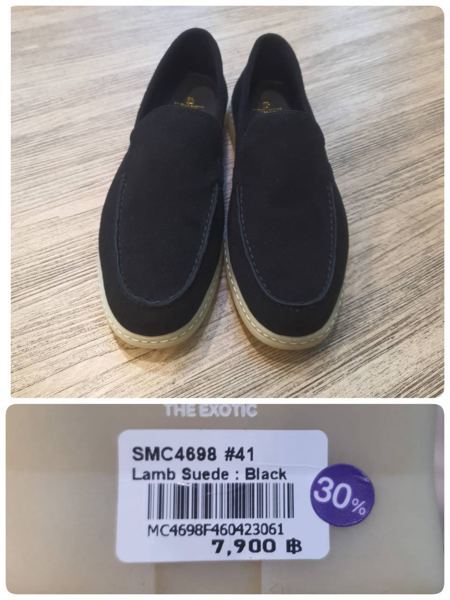 THE EXOTIC
SMC4698 #41
Lamb Suede : Black
30%
MC4698F460423061
7,900 ฿